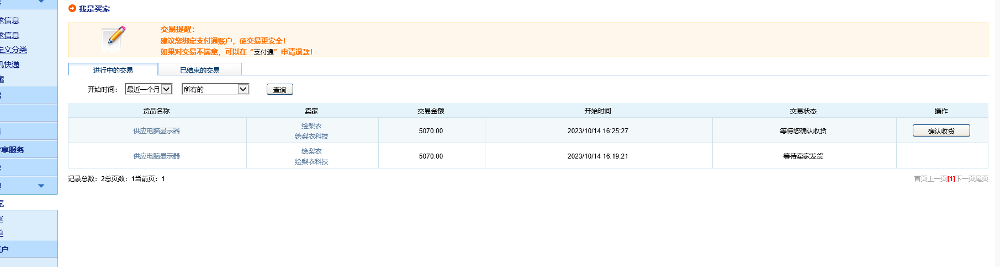 我是买家
交易提醒：
建议您绑定支付通账户，使交易更安全！
如果对交易不满意，可以在“支付通”申请退款！
求信息
求信息
定义分类
机快递
藏
享服务
家
家
单
账户
进行中的交易 已结束的交易
开始时间： 最近一个月 所有的 查询
货品名称 卖家 交易金额 开始时间 交易状态 操作
供应电脑显示器 绘梨衣 绘梨衣科技 5070.00 2023/10/14 16:25:27 等待您确认收货 确认收货
供应电脑显示器 绘梨衣 绘梨衣科技 5070.00 2023/10/14 16:19:21 等待卖家发货
记录总数：2总页数：1当前页：1 首页上一页[1]下一页尾页